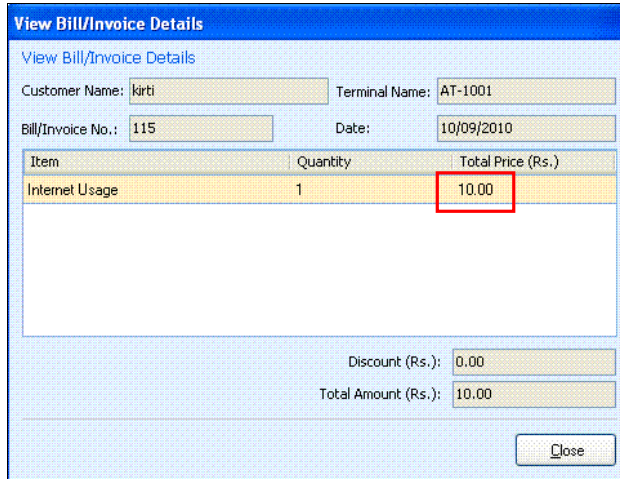 View Bill/Invoice Details
View Bill/Invoice Details
Customer Name: kirti Terminal Name: AT-1001
Bill/Invoice No.: 115 Date: 10/09/2010
Item Quantity Total Price (Rs.)
Internet Usage 1 10.00
Discount (Rs.): 0.00
Total Amount (Rs.): 10.00
Close